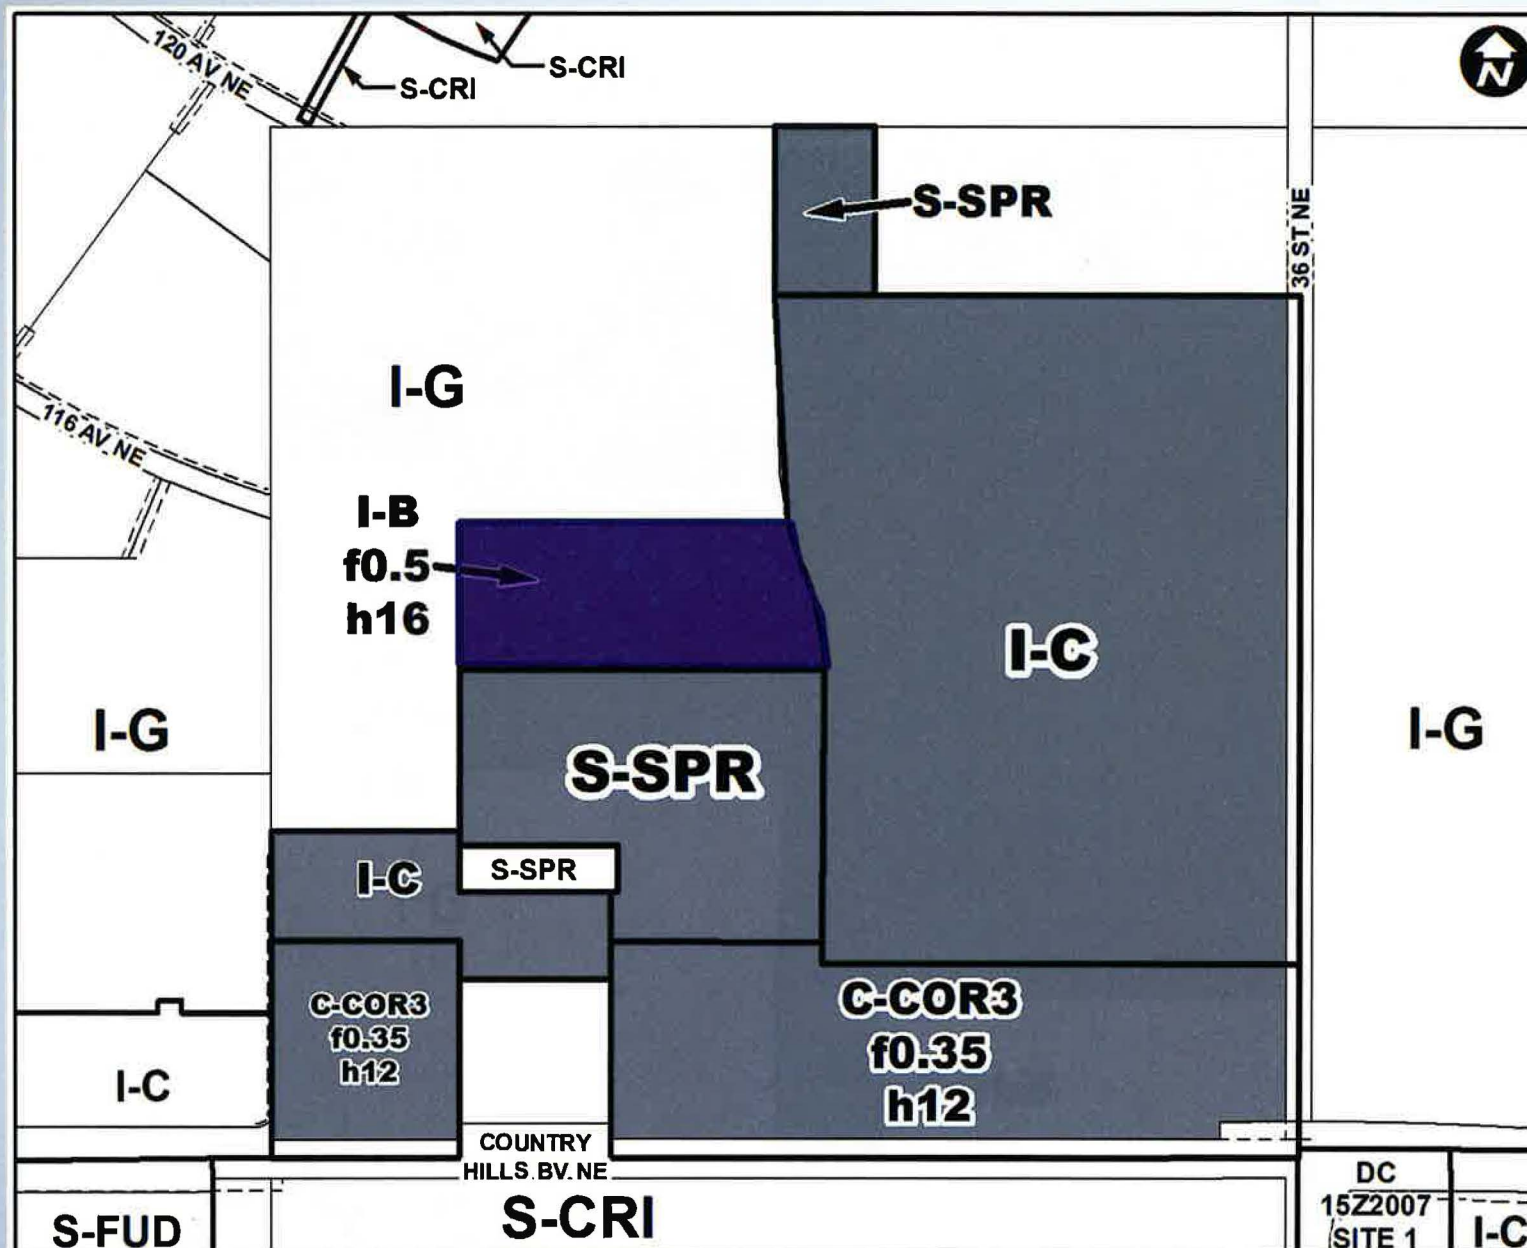 120 AV NE
S-CRI
S-CRI
N
S-SPR
36 ST NE
I-G
116 AV NE
I-B
f0.5
h16
I-C
I-G
I-G
S-SPR
I-C
S-SPR
C-COR3
f0.35
h12
C-COR3
f0.35
h12
I-C
COUNTRY
HILLS BV NE
S-FUD
S-CRI
DC
15Z2007
SITE 1
I-C